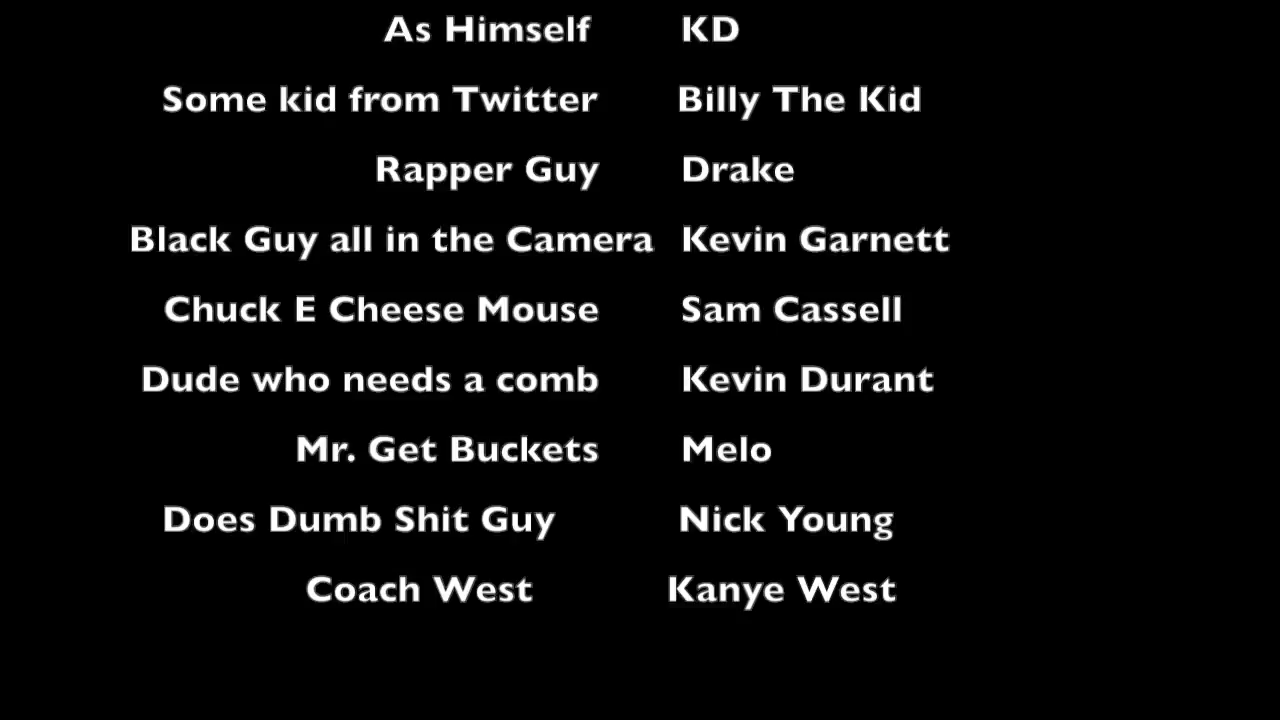 As Himself KD
Some kid from Twitter Billy The Kid
Rapper Guy Drake
Black Guy all in the Camera Kevin Garnett
Chuck E Cheese Mouse Sam Cassell
Dude who needs a comb Kevin Durant
Mr. Get Buckets Melo
Does Dumb Shit Guy Nick Young
Coach West Kanye West